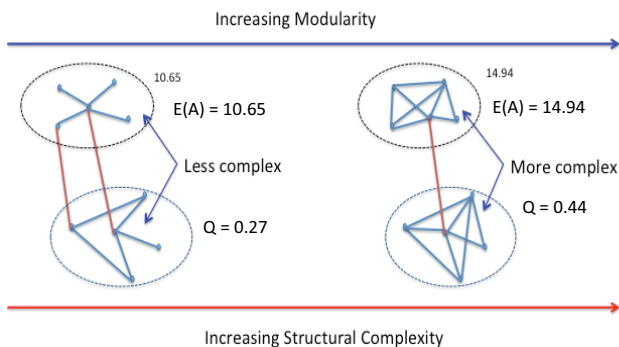 Increasing Modularity
10.65
E(A) = 10.65
14.94
E(A) = 14.94
Less complex
More complex
Q = 0.27
Q = 0.44
Increasing Structural Complexity